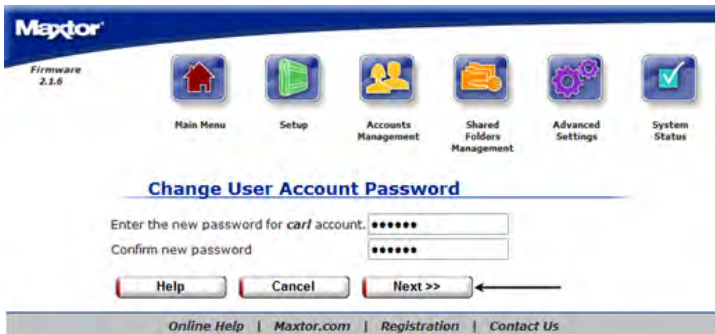 Maxtor
Firmware
2.1.6
Main Menu
Setup
Accounts
Management
Shared
Folders
Management
Advanced
Settings
System
Status
Change User Account Password
Enter the new password for carl account. ••••••
Confirm new password ••••••
Help Cancel Next >>
Online Help | Maxtor.com | Registration | Contact Us